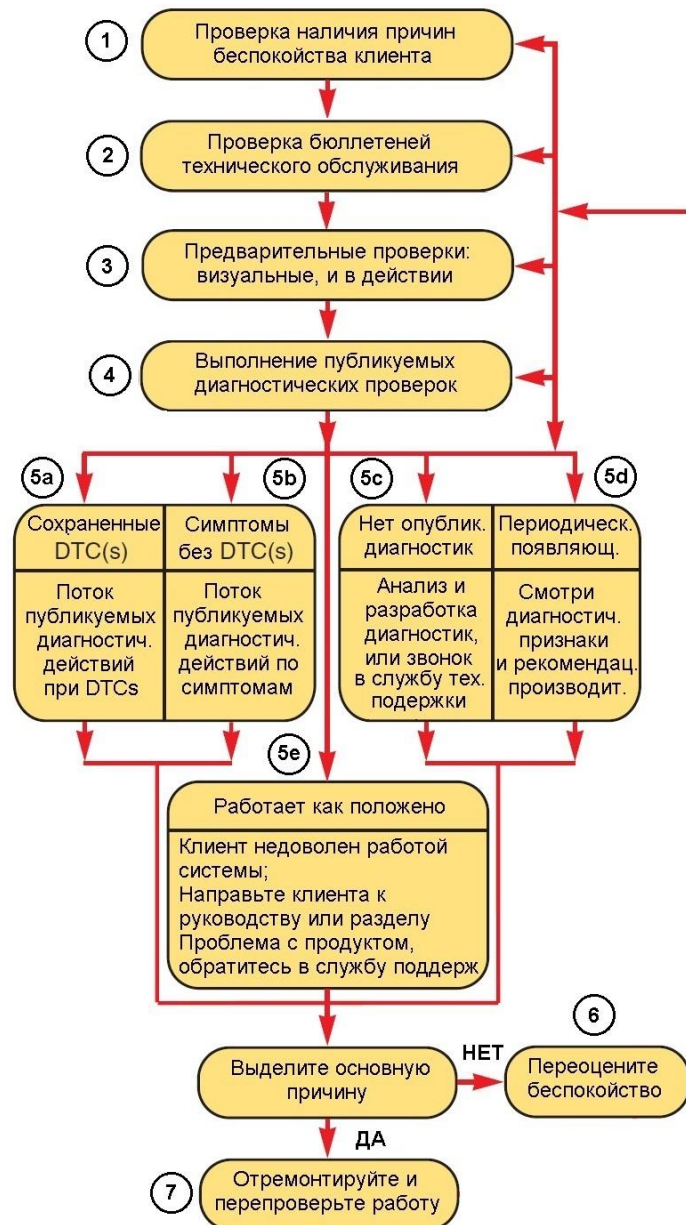 1
Проверка наличия причин
беспокойства клиента
2
Проверка бюллетеней
технического обслуживания
3
Предварительные проверки:
визуальные, и в действии
4
Выполнение публикуемых
диагностических проверок
5a
Сохраненные
DTC(s)
Поток
публикуемых
диагностич.
действий
при DTCs
5b
Симптомы
без DTC(s)
Поток
публикуемых
диагностич.
действий по
симптомам
5c
Нет опублик.
диагностик
Анализ и
разработка
диагностик,
или звонок
в службу тех.
подержки
5d
Периодическ.
появляющ.
Смотри
диагностич.
признаки
и рекомендац.
производит.
5e
Работает как положено
Клиент недоволен работой
системы;
Направьте клиента к
руководству или разделу
Проблема с продуктом,
обратитесь в службу поддерж
Выделите основную
причину
НЕТ
6
Переоцените
беспокойство
ДА
7
Отремонтируйте и
перепроверьте работу